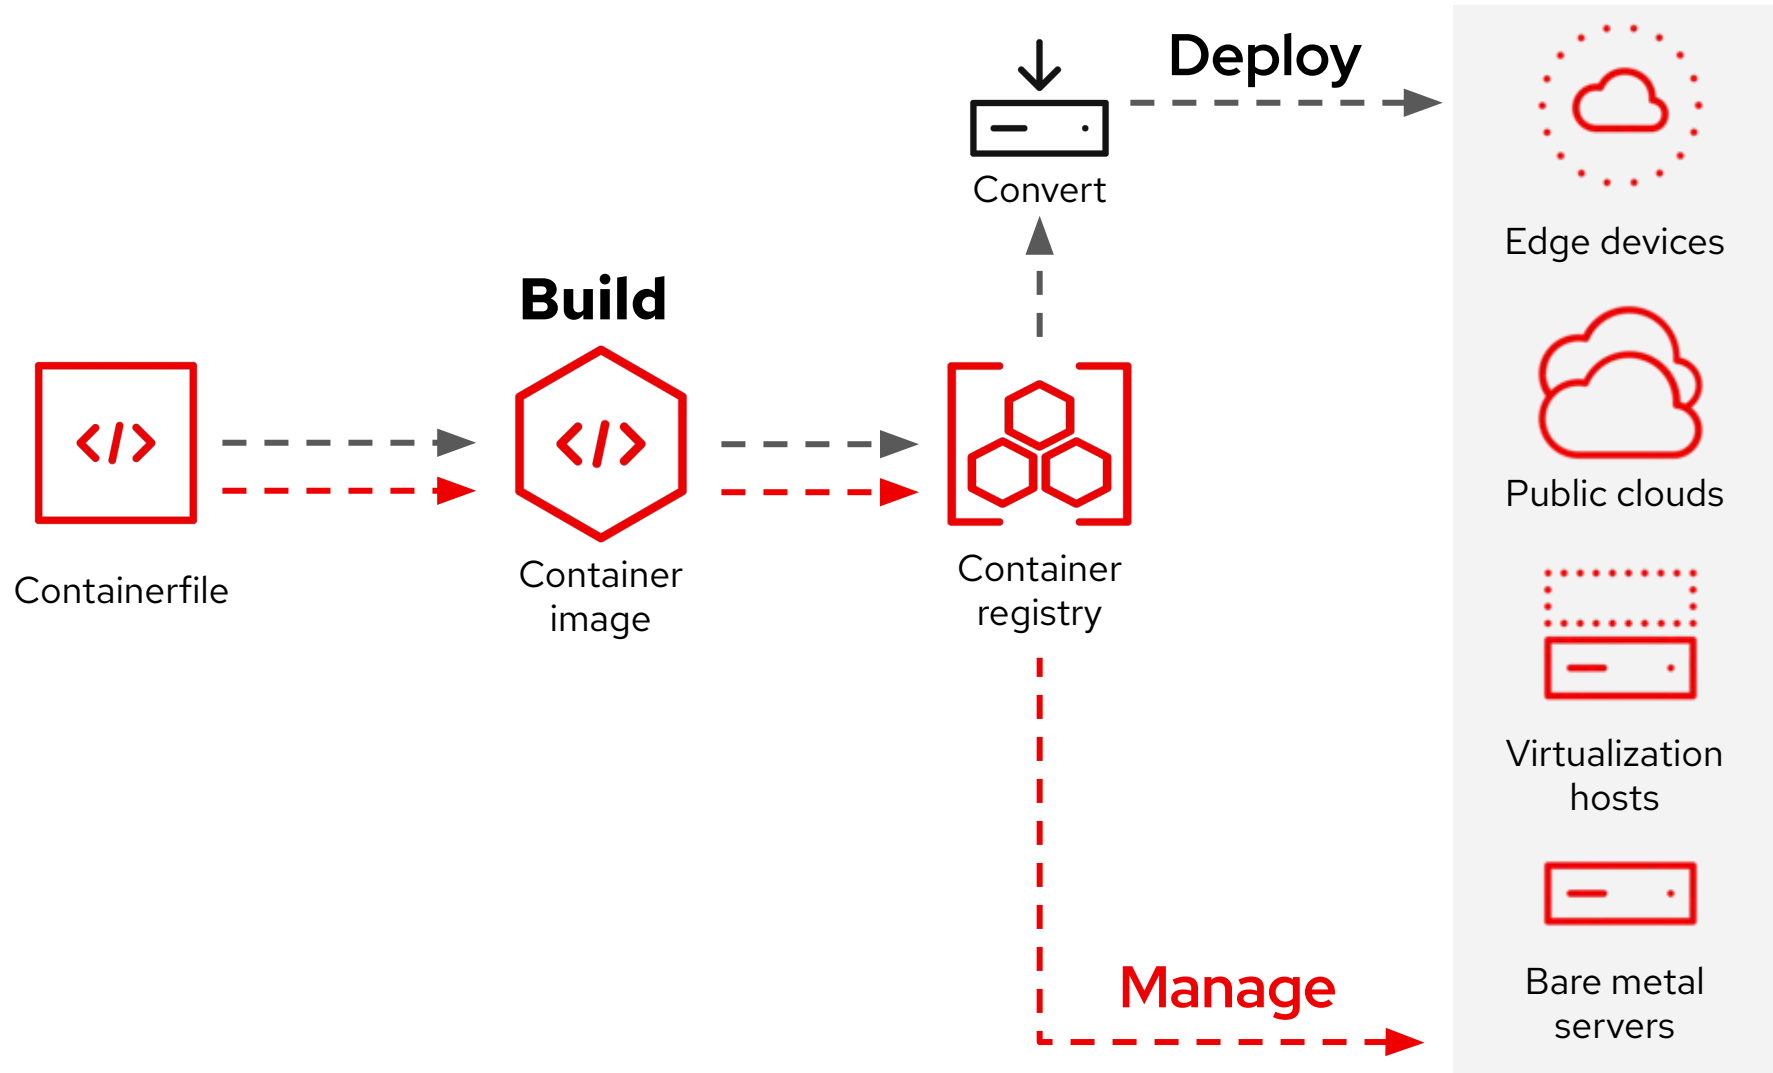 Deploy
Convert
Build
Containerfile
Container
image
Container
registry
Manage
Edge devices
Public clouds
Virtualization
hosts
Bare metal
servers